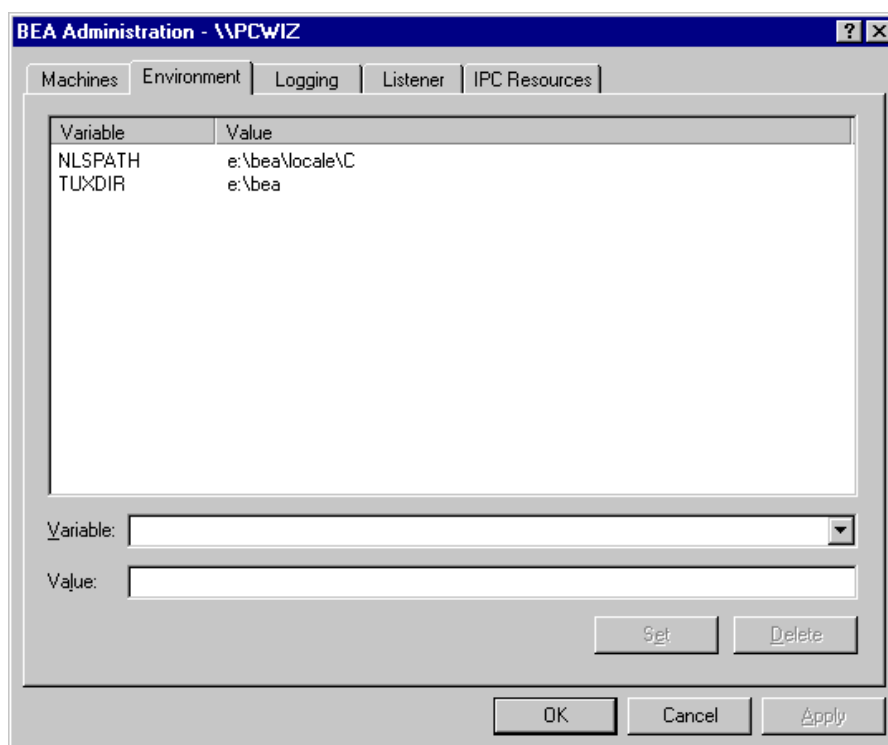 BEA Administration - \\PCWIZ
Machines Environment Logging Listener IPC Resources
Variable Value
NLSPATH e:\bea\locale\C
TUXDIR e:\bea
Variable:
Value:
Set Delete
OK Cancel Apply